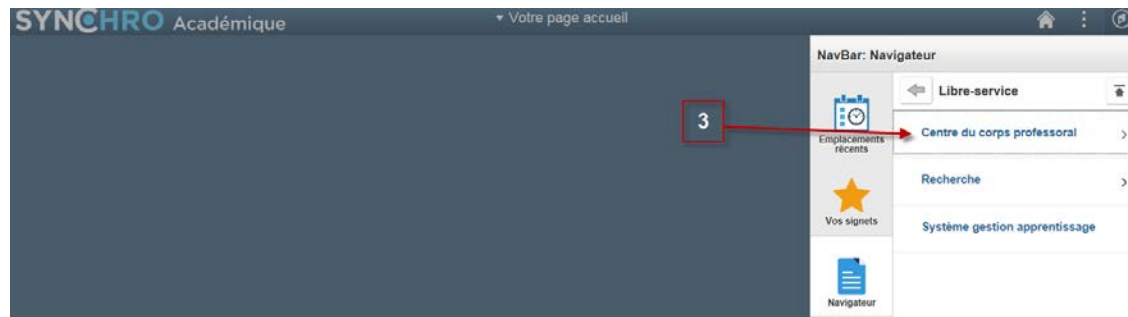 SYNCHRO Académique
▾ Votre page accueil
NavBar: Navigateur
Libre-service
3
Centre du corps professoral
Emplacements
récents
Recherche
Vos signets
Système gestion apprentissage
Navigateur